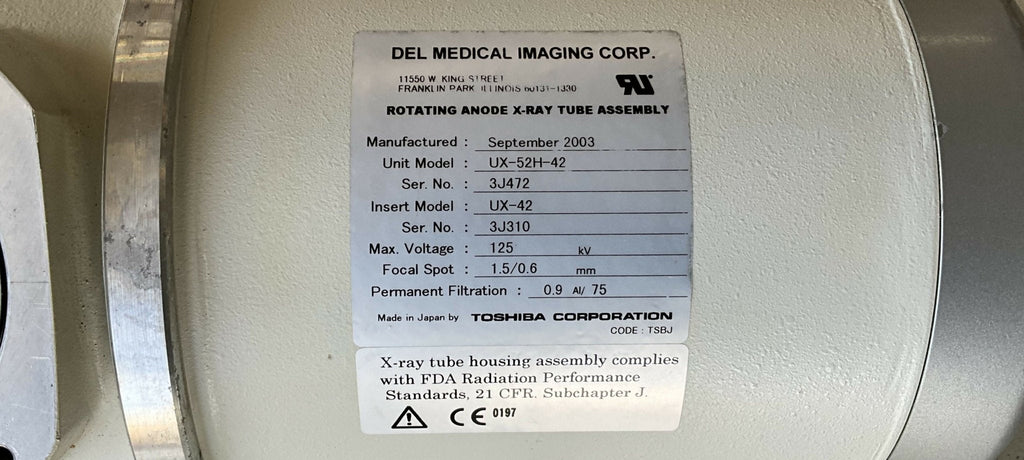 DEL MEDICAL IMAGING CORP.
11550 W. KING STREET
FRANKLIN PARK, ILLINOIS 60131-1330
ROTATING ANODE X-RAY TUBE ASSEMBLY
Manufactured : September 2003
Unit Model : UX-52H-42
Ser. No. : 3J472
Insert Model : UX-42
Ser. No. : 3J310
Max. Voltage : 125 kV
Focal Spot : 1.5/0.6 mm
Permanent Filtration : 0.9 Al/ 75
Made in Japan by TOSHIBA CORPORATION
CODE : TSBJ
X-ray tube housing assembly complies
with FDA Radiation Performance
Standards, 21 CFR. Subchapter J.
CE 0197